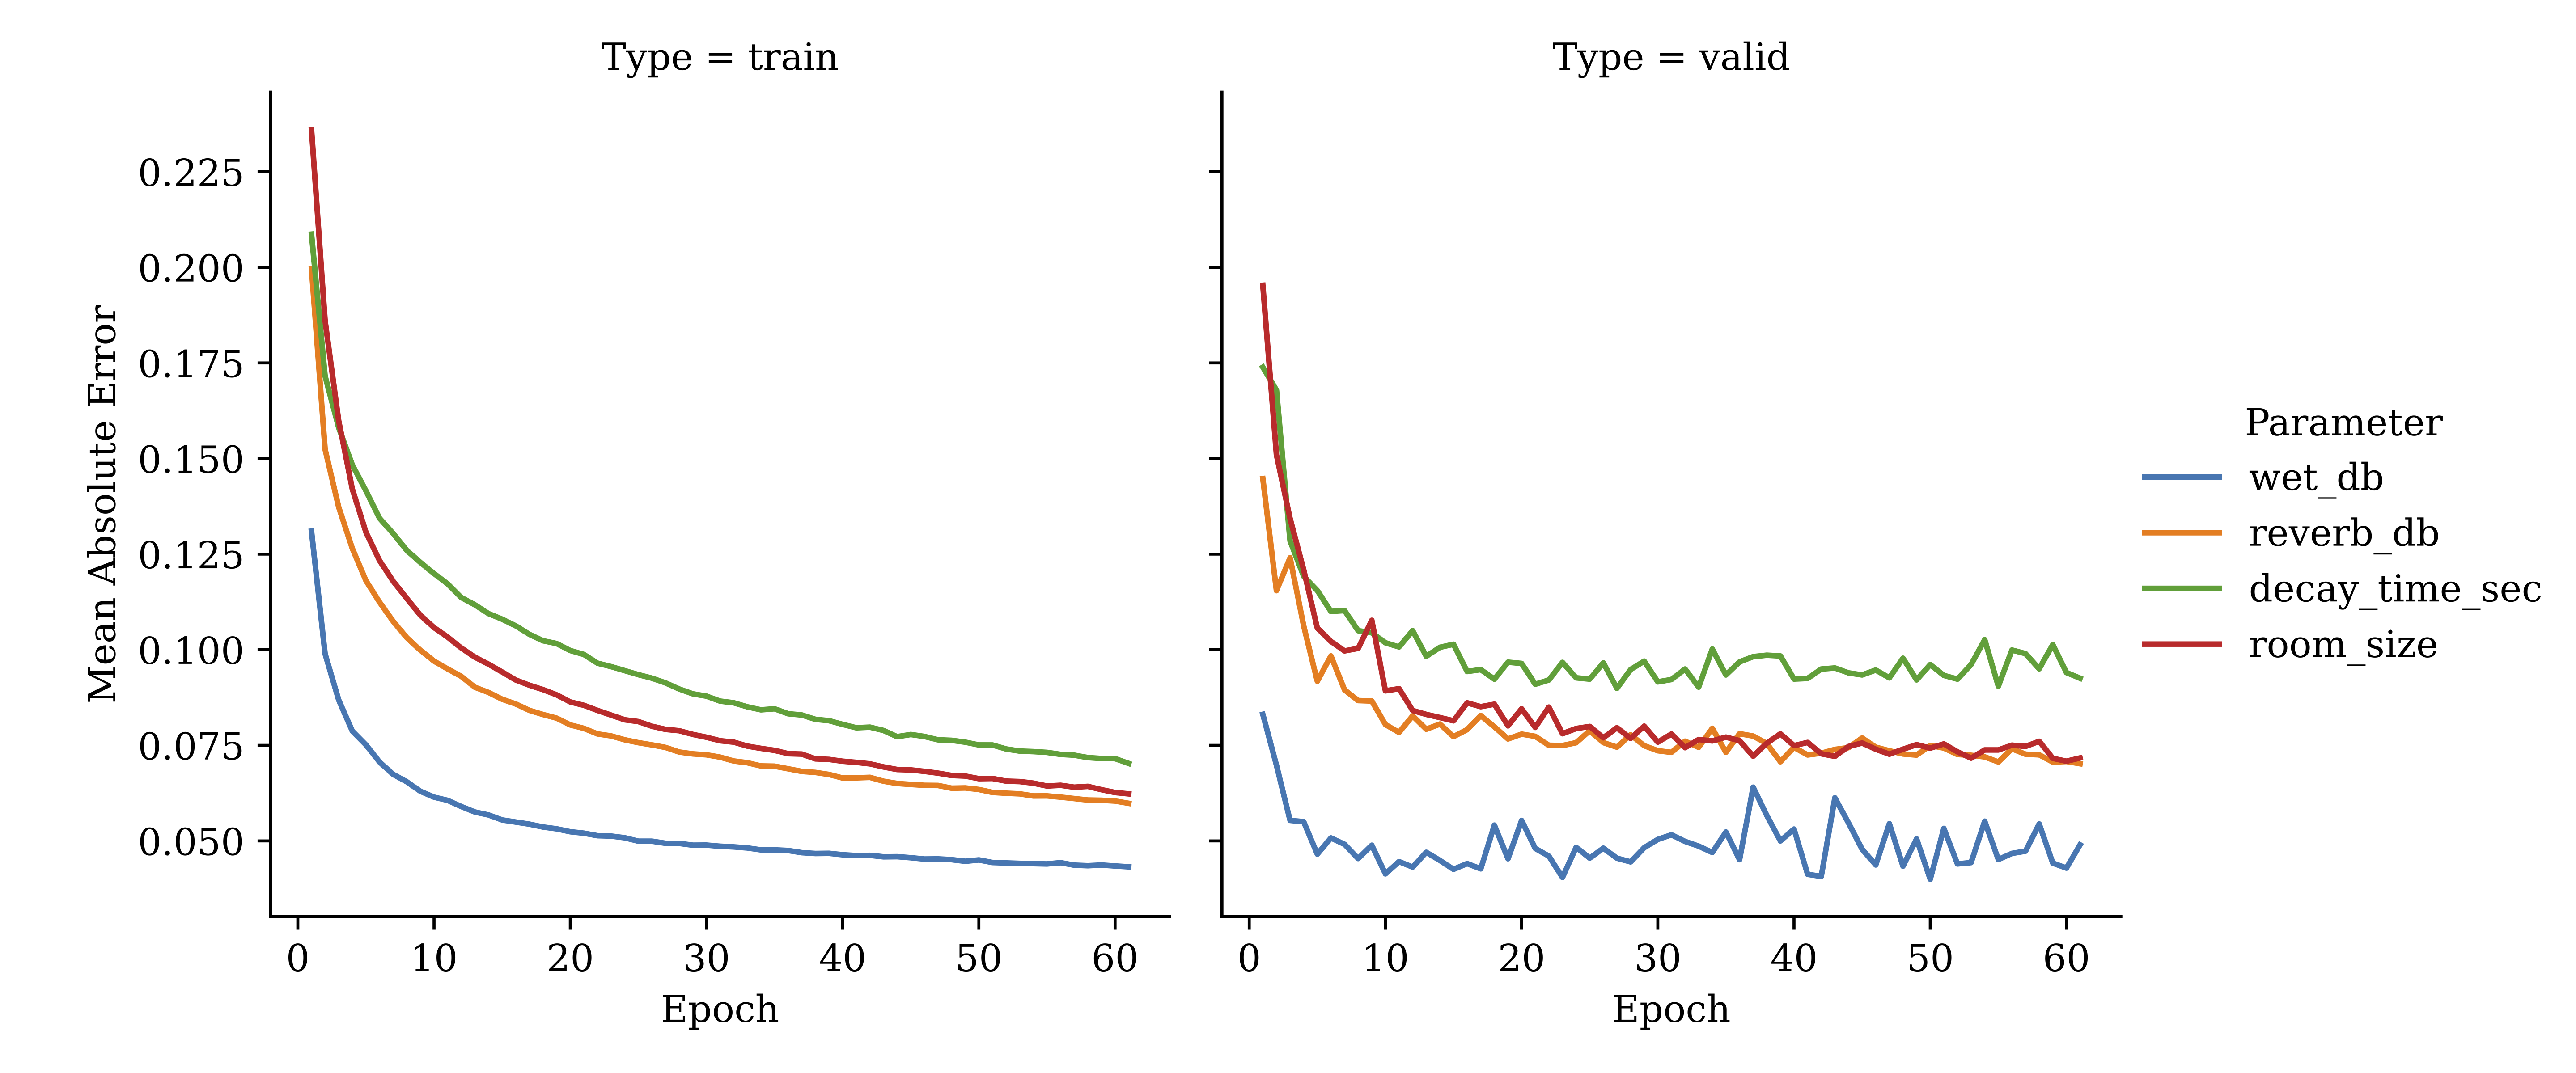 Type = train
Type = valid
Mean Absolute Error
0.225
0.200
0.175
0.150
0.125
0.100
0.075
0.050
0 10 20 30 40 50 60
0 10 20 30 40 50 60
Epoch
Epoch
Parameter
wet_db
reverb_db
decay_time_sec
room_size